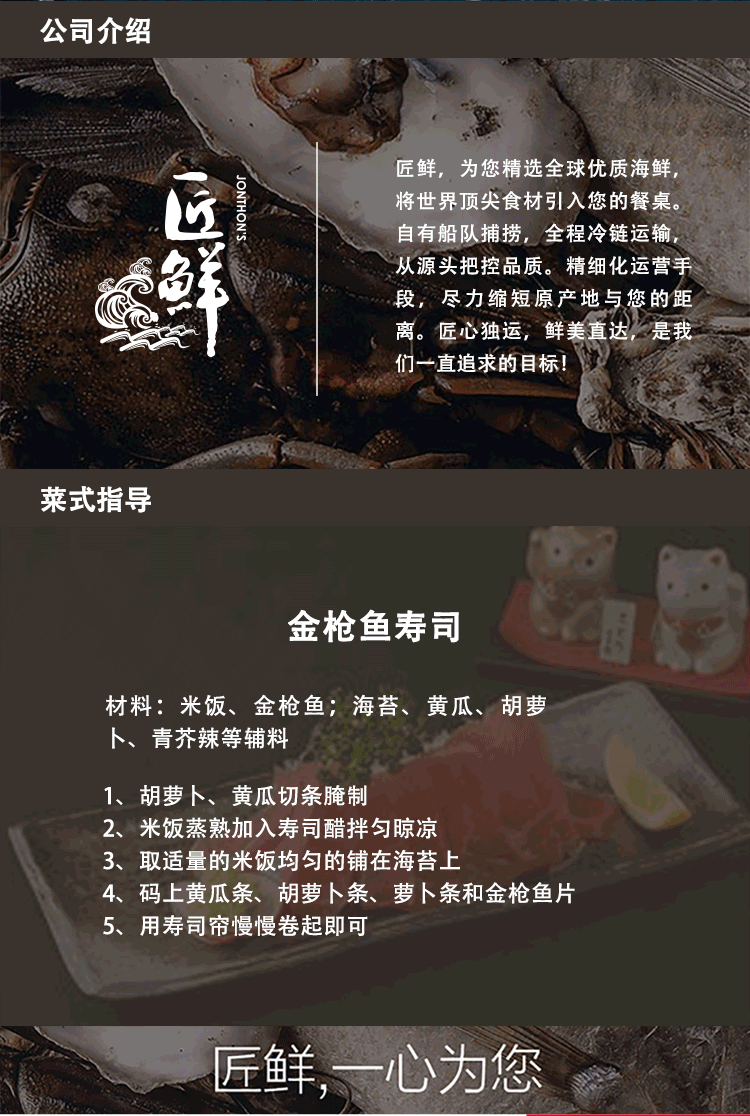 公司介绍
匠鲜
JONTHON'S
匠鲜，为您精选全球优质海鲜，
将世界顶尖食材引入您的餐桌。
自有船队捕捞，全程冷链运输，
从源头把控品质。精细化运营手
段，尽力缩短原产地与您的距
离。匠心独运，鲜美直达，是我
们一直追求的目标！
菜式指导
金枪鱼寿司
材料：米饭、金枪鱼；海苔、黄瓜、胡萝
卜、青芥辣等辅料
1、胡萝卜、黄瓜切条腌制
2、米饭蒸熟加入寿司醋拌匀晾凉
3、取适量的米饭均匀的铺在海苔上
4、码上黄瓜条、胡萝卜条、萝卜条和金枪鱼片
5、用寿司帘慢慢卷起即可
匠鲜,一心为您